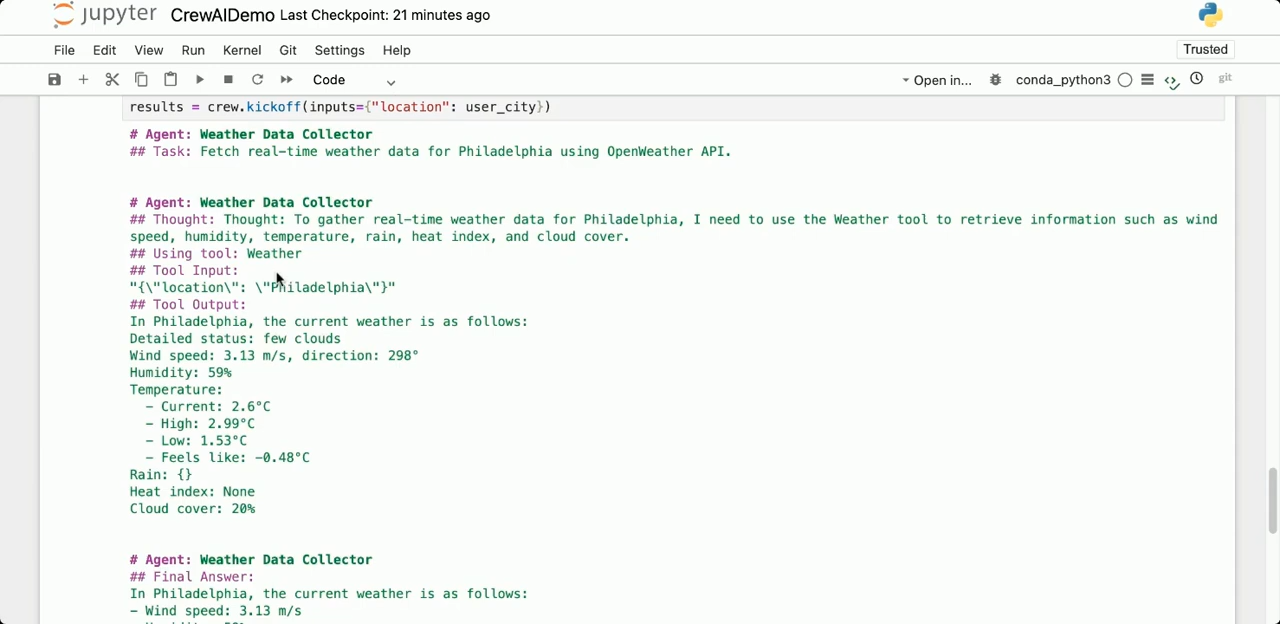 jupyter CrewAIDemo Last Checkpoint: 21 minutes ago
File Edit View Run Kernel Git Settings Help Trusted
Code Open in... conda_python3 git
results = crew.kickoff(inputs={"location": user_city})
# Agent: Weather Data Collector
## Task: Fetch real-time weather data for Philadelphia using OpenWeather API.
# Agent: Weather Data Collector
## Thought: Thought: To gather real-time weather data for Philadelphia, I need to use the Weather tool to retrieve information such as wind
speed, humidity, temperature, rain, heat index, and cloud cover.
## Using tool: Weather
## Tool Input:
"{\"location\": \"Philadelphia\"}"
## Tool Output:
In Philadelphia, the current weather is as follows:
Detailed status: few clouds
Wind speed: 3.13 m/s, direction: 298°
Humidity: 59%
Temperature:
- Current: 2.6°C
- High: 2.99°C
- Low: 1.53°C
- Feels like: -0.48°C
Rain: {}
Heat index: None
Cloud cover: 20%
# Agent: Weather Data Collector
## Final Answer:
In Philadelphia, the current weather is as follows:
- Wind speed: 3.13 m/s